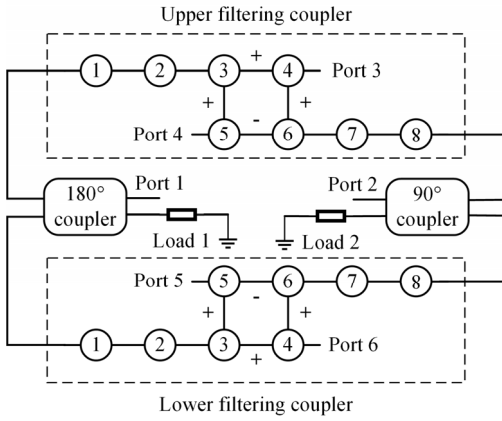 Upper filtering coupler
+
1 2 3 4 Port 3
+ +
Port 4 5 - 6 7 8
180° coupler Port 1 Port 2 90° coupler
Load 1 Load 2
Port 5 5 6 7 8
-
+ +
1 2 3 4 Port 6
+
Lower filtering coupler